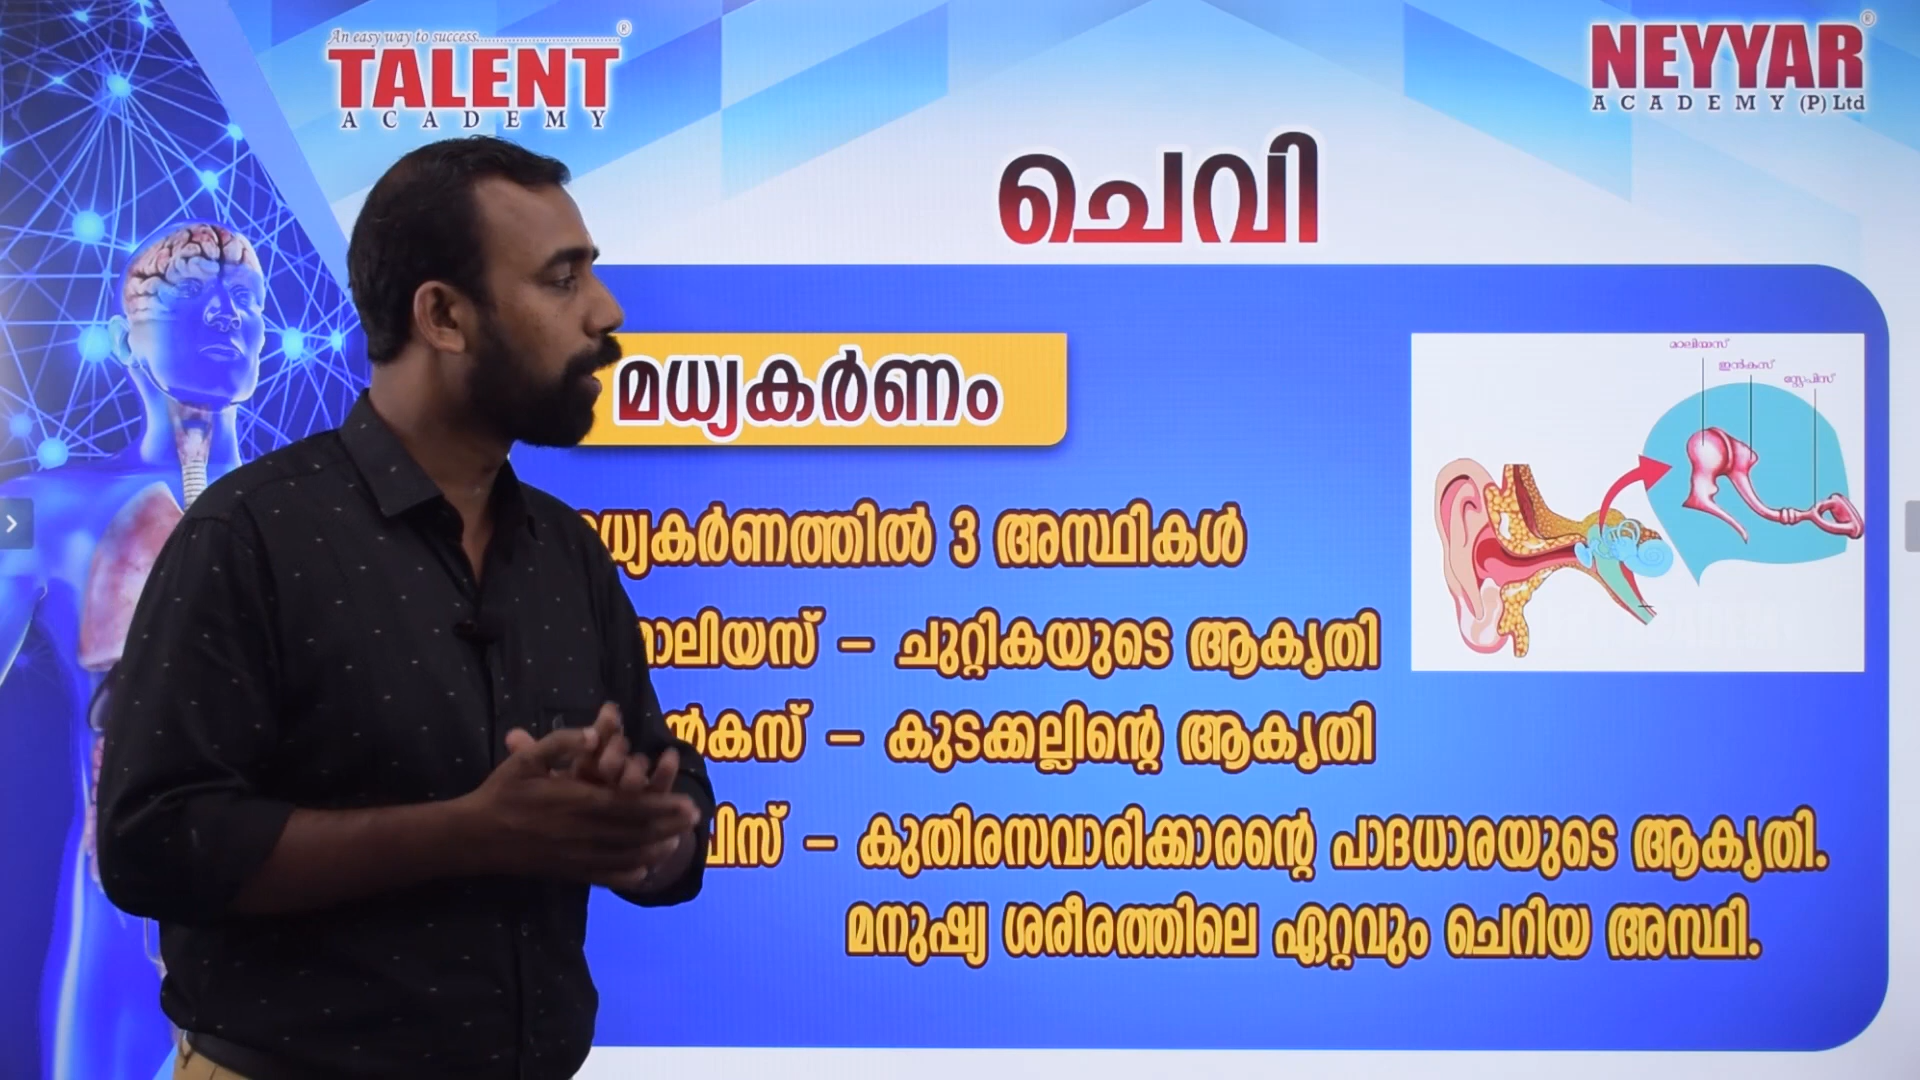 An easy way to success
TALENT
ACADEMY
NEYYAR
ACADEMY (P) Ltd
ചെവി
മധ്യകർണം
മധ്യകർണത്തിൽ 3 അസ്ഥികൾ
മാലിയസ് – ചുറ്റികയുടെ ആകൃതി
– കുടക്കല്ലിന്റെ ആകൃതി
– കുതിരസവാരിക്കാരന്റെ പാദധാരയുടെ ആകൃതി.
മനുഷ്യ ശരീരത്തിലെ ഏറ്റവും ചെറിയ അസ്ഥി.
മാലിയസ്
ഇൻകസ്
സ്റ്റേപിസ്